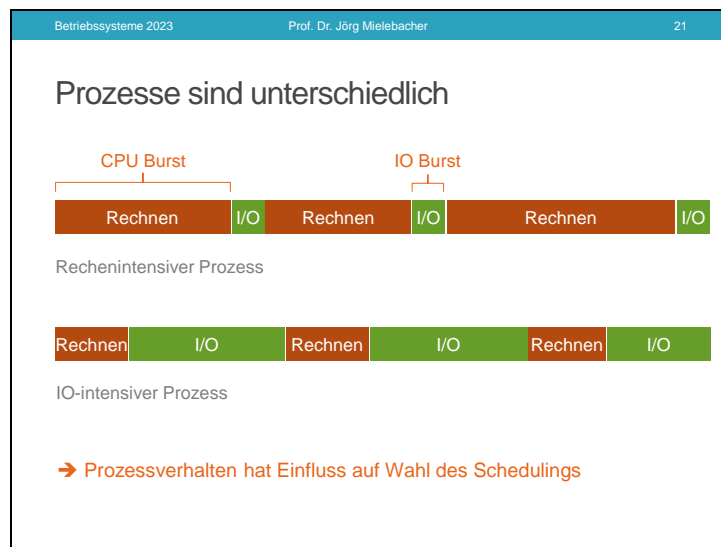 Betriebssysteme 2023 Prof. Dr. Jörg Mielebacher 21
Prozesse sind unterschiedlich
CPU Burst IO Burst
Rechnen I/O Rechnen I/O Rechnen I/O
Rechenintensiver Prozess
Rechnen I/O Rechnen I/O Rechnen I/O
IO-intensiver Prozess
➔ Prozessverhalten hat Einfluss auf Wahl des Schedulings